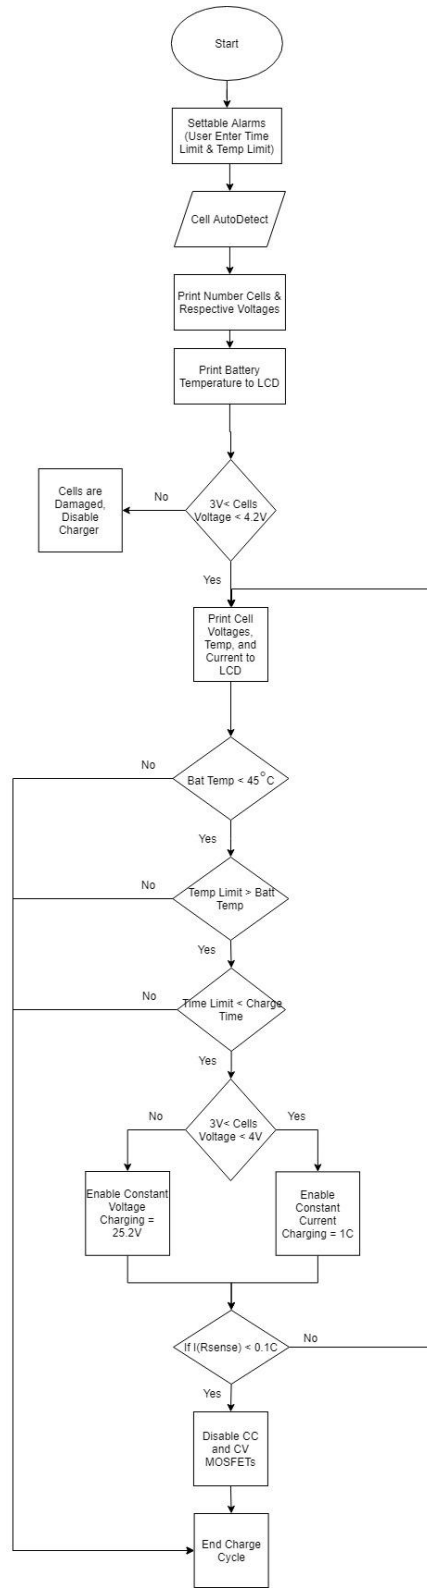 Start
Settable Alarms
(User Enter Time
Limit & Temp Limit)
Cell AutoDetect
Print Number Cells &
Respective Voltages
Print Battery
Temperature to LCD
3V< Cells
Voltage < 4.2V
No
Cells are
Damaged,
Disable
Charger
Yes
Print Cell
Voltages,
Temp, and
Current to
LCD
Bat Temp < 45°C
No
Yes
Temp Limit > Batt
Temp
No
Yes
Time Limit < Charge
Time
No
Yes
3V< Cells
Voltage < 4V
No
Yes
Enable Constant
Voltage
Charging =
25.2V
Enable
Constant
Current
Charging = 1C
If I(Rsense) < 0.1C
No
Yes
Disable CC
and CV
MOSFETs
End Charge
Cycle